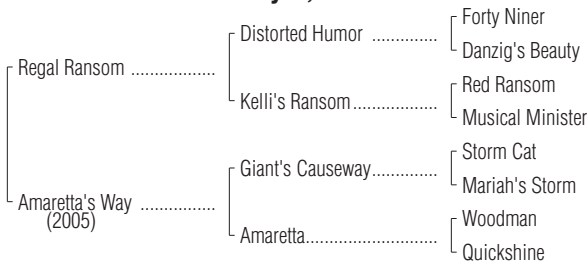 Forty Niner
Distorted Humor ..............
Danzig's Beauty
Regal Ransom ..................
Red Ransom
Kelli's Ransom..................
Musical Minister
Storm Cat
Giant's Causeway..............
Mariah's Storm
Amaretta's Way ................
(2005)
Woodman
Amaretta............................
Quickshine